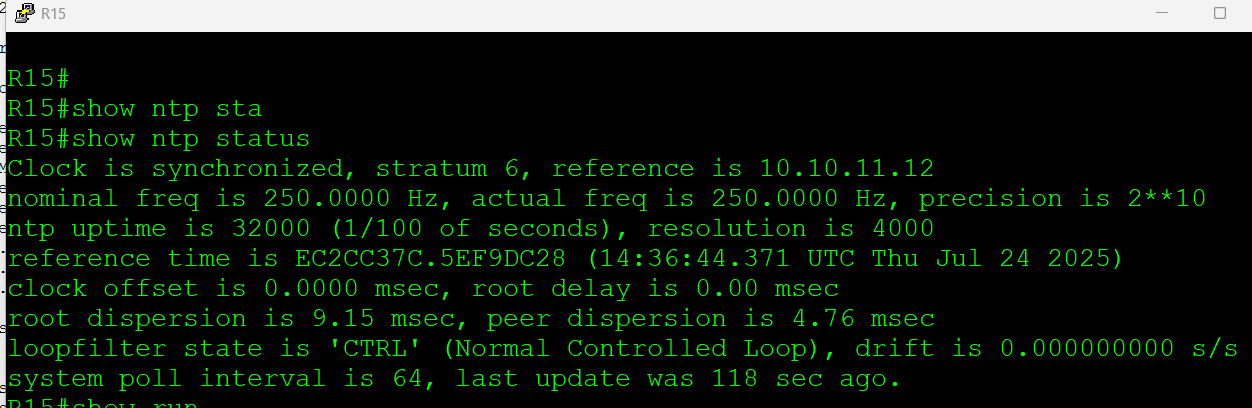 R15
R15#
R15#show ntp sta
R15#show ntp status
Clock is synchronized, stratum 6, reference is 10.10.11.12
nominal freq is 250.0000 Hz, actual freq is 250.0000 Hz, precision is 2**10
ntp uptime is 32000 (1/100 of seconds), resolution is 4000
reference time is EC2CC37C.5EF9DC28 (14:36:44.371 UTC Thu Jul 24 2025)
clock offset is 0.0000 msec, root delay is 0.00 msec
root dispersion is 9.15 msec, peer dispersion is 4.76 msec
loopfilter state is 'CTRL' (Normal Controlled Loop), drift is 0.000000000 s/s
system poll interval is 64, last update was 118 sec ago.
R15#show run